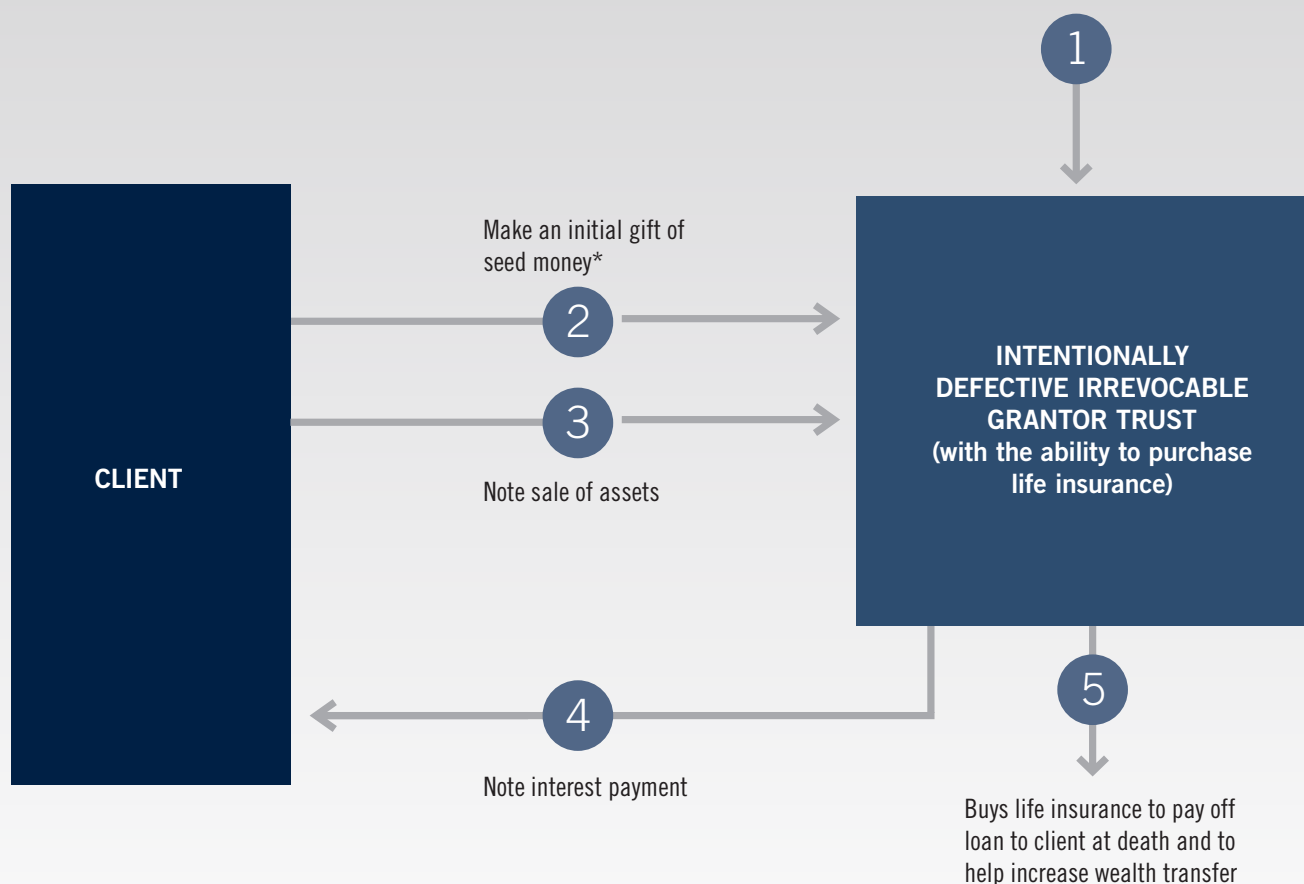 1
Make an initial gift of
seed money*
2
3
Note sale of assets
CLIENT
INTENTIONALLY
DEFECTIVE IRREVOCABLE
GRANTOR TRUST
(with the ability to purchase
life insurance)
4
Note interest payment
5
Buys life insurance to pay off
loan to client at death and to
help increase wealth transfer